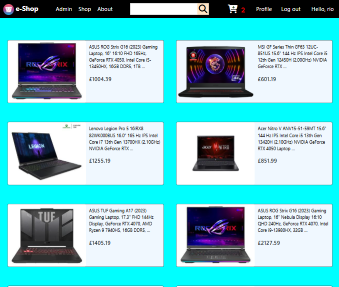 e-Shop
Admin Shop About
2
Profile Log out Hello, rio
ASUS ROG Strix G16 (2023) Gaming
Laptop, 16" 16:10 FHD 165Hz,
GeForce RTX 4050, Intel Core i5-
13450HX, 16GB DDR5, 1TB ...
£1004.39
MSI GF Series Thin GF63 12UC-
851US 15.6" 144 Hz IPS Intel Core i5
12th Gen 12450H (2.00GHz) NVIDIA
GeForce RTX ...
£601.19
Lenovo Legion Pro 5 16IRX8
82WK000BUS 16.0" 165 Hz IPS Intel
Core i7 13th Gen 13700HX (2.10GHz)
NVIDIA GeForce RTX ...
£1255.19
Acer Nitro V ANV15-51-59MT 15.6"
144 Hz IPS Intel Core i5 13th Gen
13420H (2.10GHz) NVIDIA GeForce
RTX 4050 Laptop ...
£851.99
ASUS TUF Gaming A17 (2023)
Gaming Laptop, 17.3" FHD 144Hz
Display, GeForce RTX 4070, AMD
Ryzen 9 7940HS, 16GB DDR5, ...
£1405.19
ASUS ROG Strix G16 (2023) Gaming
Laptop, 16" Nebula Display 16:10
QHD 240Hz, GeForce RTX 4070, Intel
Core i9-13980HX, 32GB ...
£2127.59